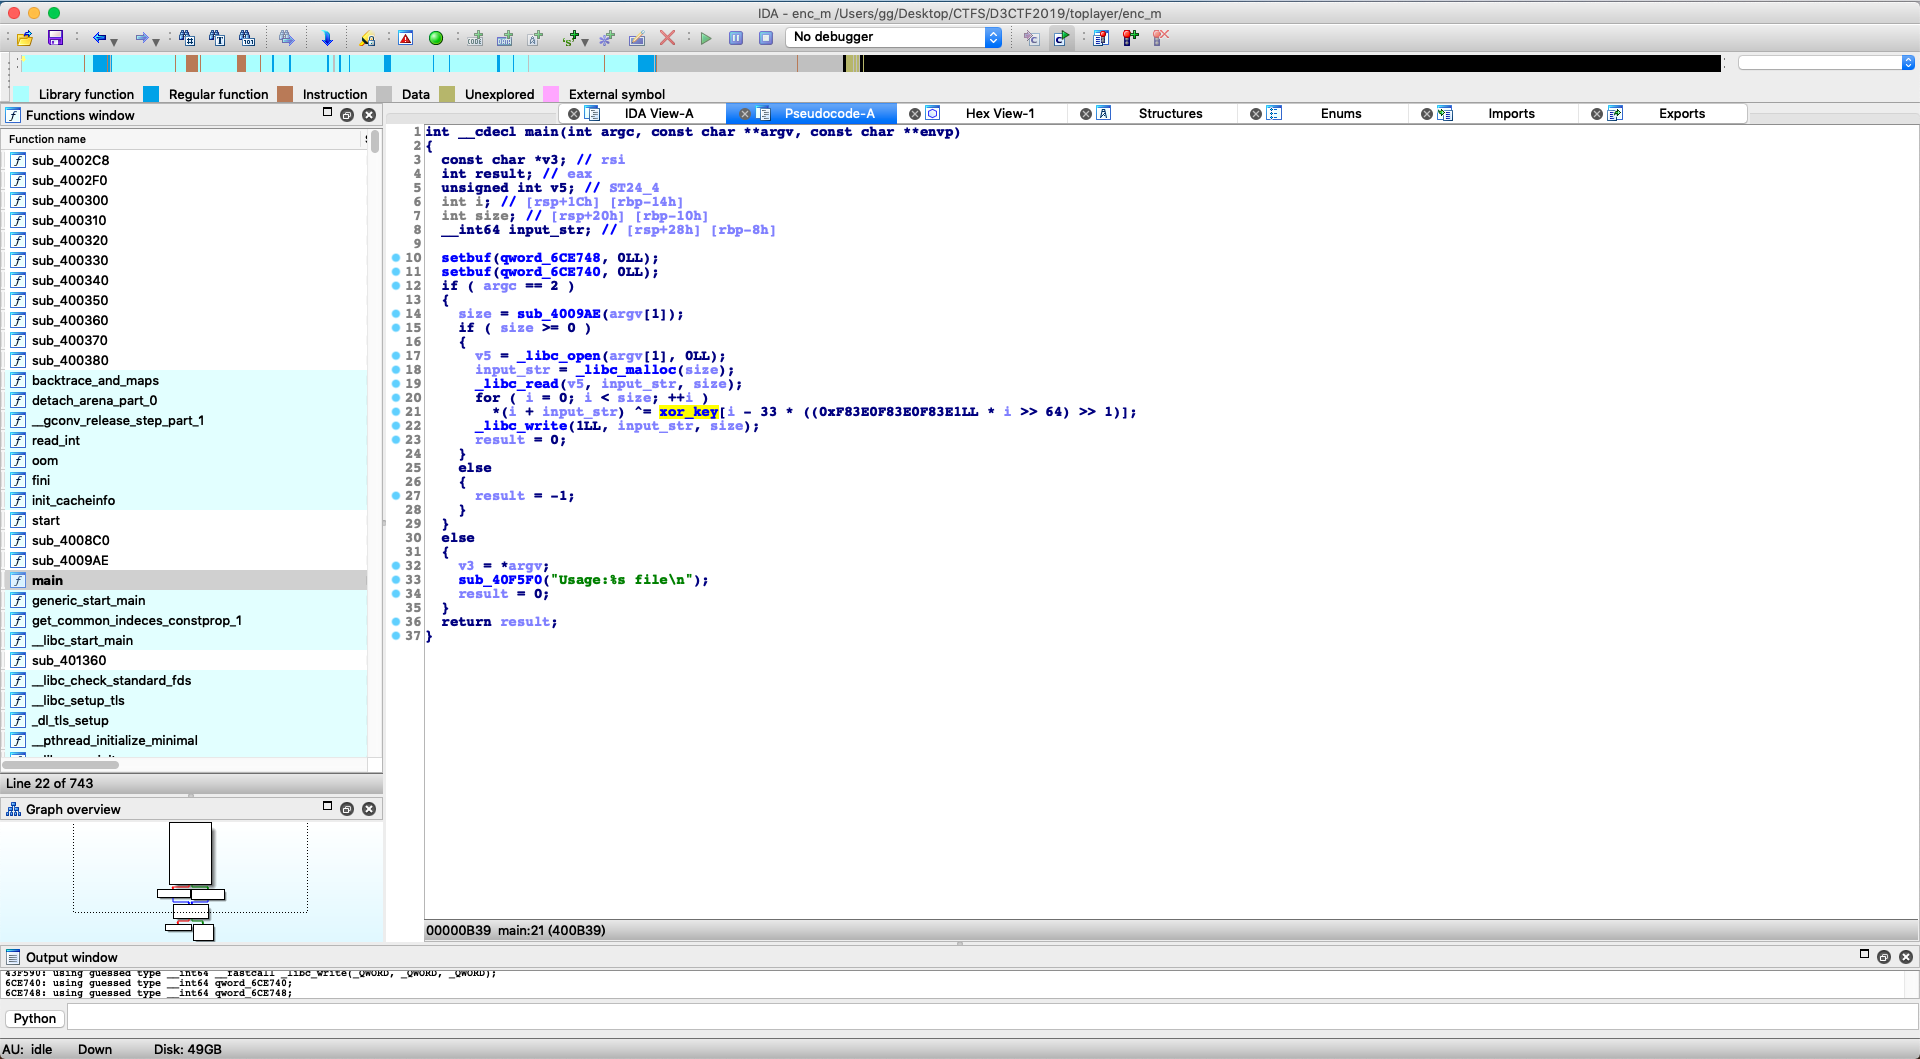 IDA - enc_m /Users/gg/Desktop/CTFS/D3CTF2019/toplayer/enc_m
No debugger
Library function Regular function Instruction Data Unexplored External symbol
Functions window
IDA View-A Pseudocode-A Hex View-1 Structures Enums Imports Exports
Function name
sub_4002C8
sub_4002F0
sub_400300
sub_400310
sub_400320
sub_400330
sub_400340
sub_400350
sub_400360
sub_400370
sub_400380
backtrace_and_maps
detach_arena_part_0
__gconv_release_step_part_1
read_int
oom
fini
init_cacheinfo
start
sub_4008C0
sub_4009AE
main
generic_start_main
get_common_indeces_constprop_1
__libc_start_main
sub_401360
__libc_check_standard_fds
__libc_setup_tls
_dl_tls_setup
__pthread_initialize_minimal
Line 22 of 743
Graph overview
1 int __cdecl main(int argc, const char **argv, const char **envp)
2 {
3 const char *v3; // rsi
4 int result; // eax
5 unsigned int v5; // ST24_4
6 int i; // [rsp+1Ch] [rbp-14h]
7 int size; // [rsp+20h] [rbp-10h]
8 __int64 input_str; // [rsp+28h] [rbp-8h]
9
10 setbuf(qword_6CE748, 0LL);
11 setbuf(qword_6CE740, 0LL);
12 if ( argc == 2 )
13 {
14 size = sub_4009AE(argv[1]);
15 if ( size >= 0 )
16 {
17 v5 = _libc_open(argv[1], 0LL);
18 input_str = _libc_malloc(size);
19 _libc_read(v5, input_str, size);
20 for ( i = 0; i < size; ++i )
21 *(i + input_str) ^= xor_key[i - 33 * ((0xF83E0F83E0F83E1LL * i >> 64) >> 1)];
22 _libc_write(1LL, input_str, size);
23 result = 0;
24 }
25 else
26 {
27 result = -1;
28 }
29 }
30 else
31 {
32 v3 = *argv;
33 sub_40F5F0("Usage:%s file\n");
34 result = 0;
35 }
36 return result;
37 }
00000B39 main:21 (400B39)
Output window
43F590: using guessed type __int64 __fastcall _libc_write(_QWORD, _QWORD, _QWORD);
6CE740: using guessed type __int64 qword_6CE740;
6CE748: using guessed type __int64 qword_6CE748;
Python
AU: idle Down Disk: 49GB